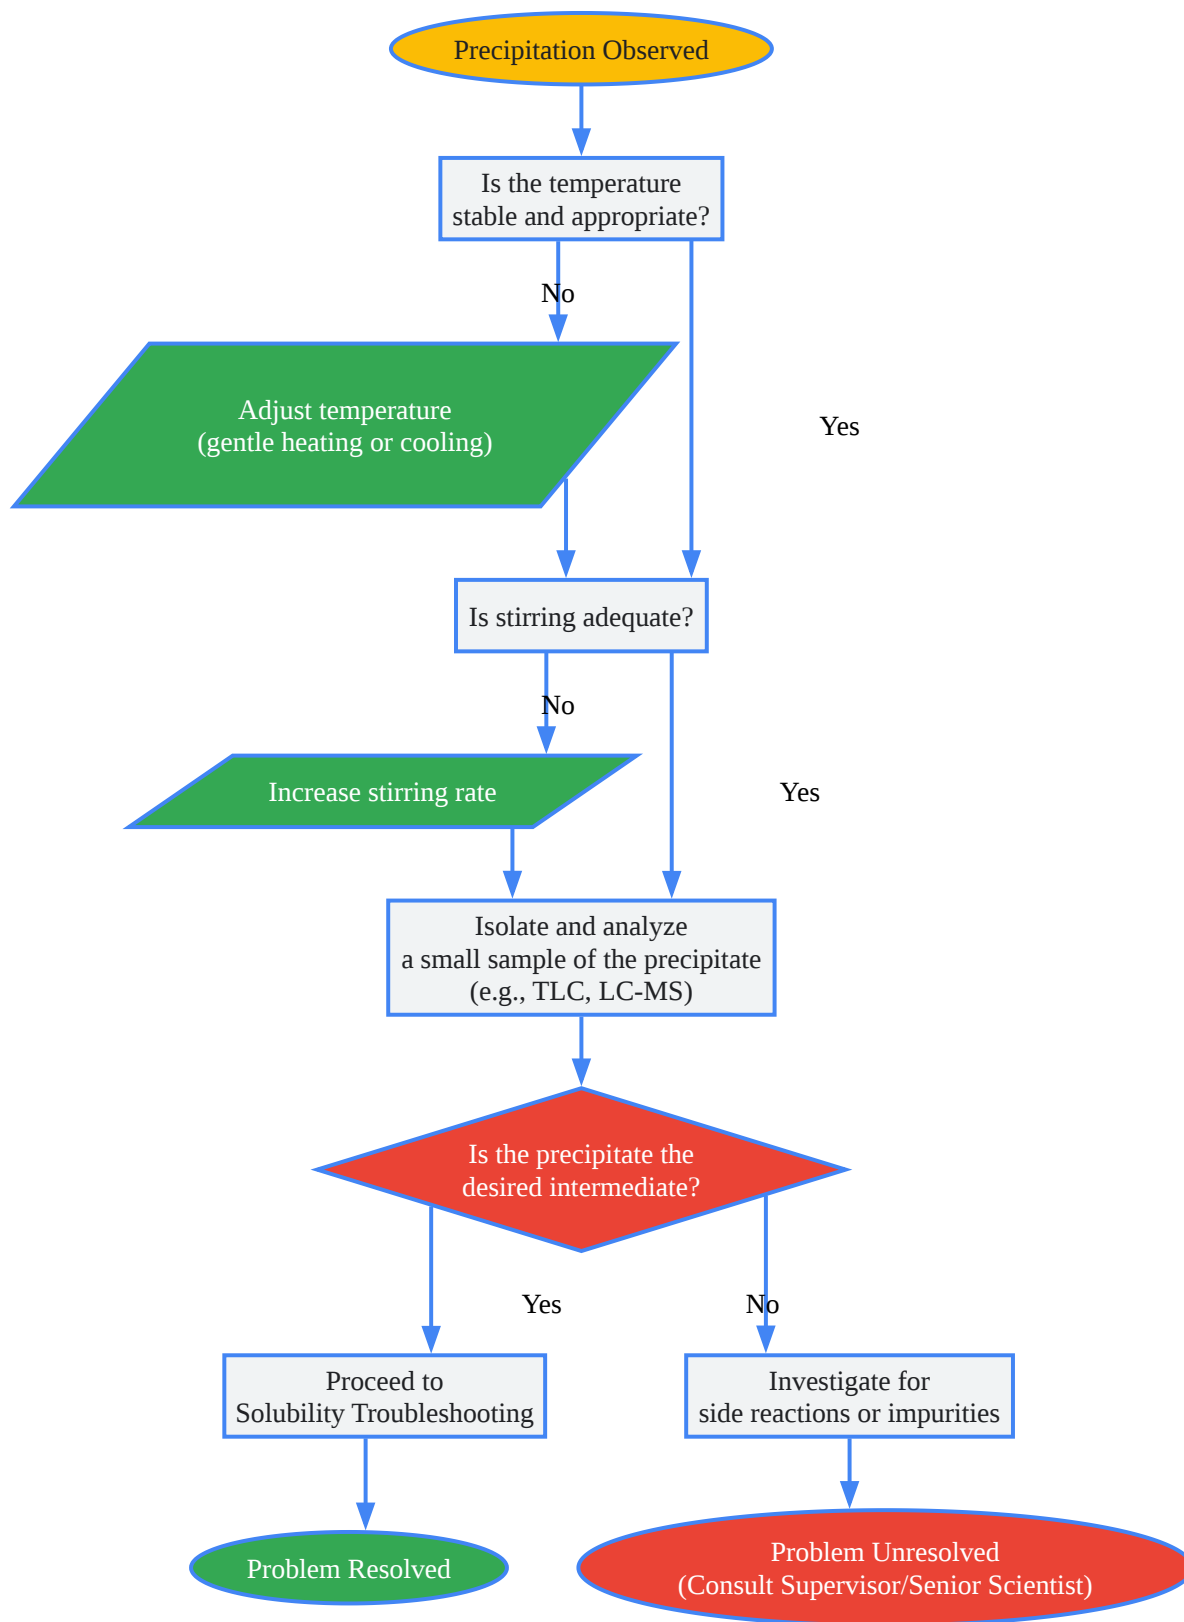 Precipitation Observed
Is the temperature
stable and appropriate?
No
Adjust temperature
(gentle heating or cooling)
Yes
Is stirring adequate?
No
Increase stirring rate
Yes
Isolate and analyze
a small sample of the precipitate
(e.g., TLC, LC-MS)
Is the precipitate the
desired intermediate?
Yes
No
Proceed to
Solubility Troubleshooting
Investigate for
side reactions or impurities
Problem Resolved
Problem Unresolved
(Consult Supervisor/Senior Scientist)